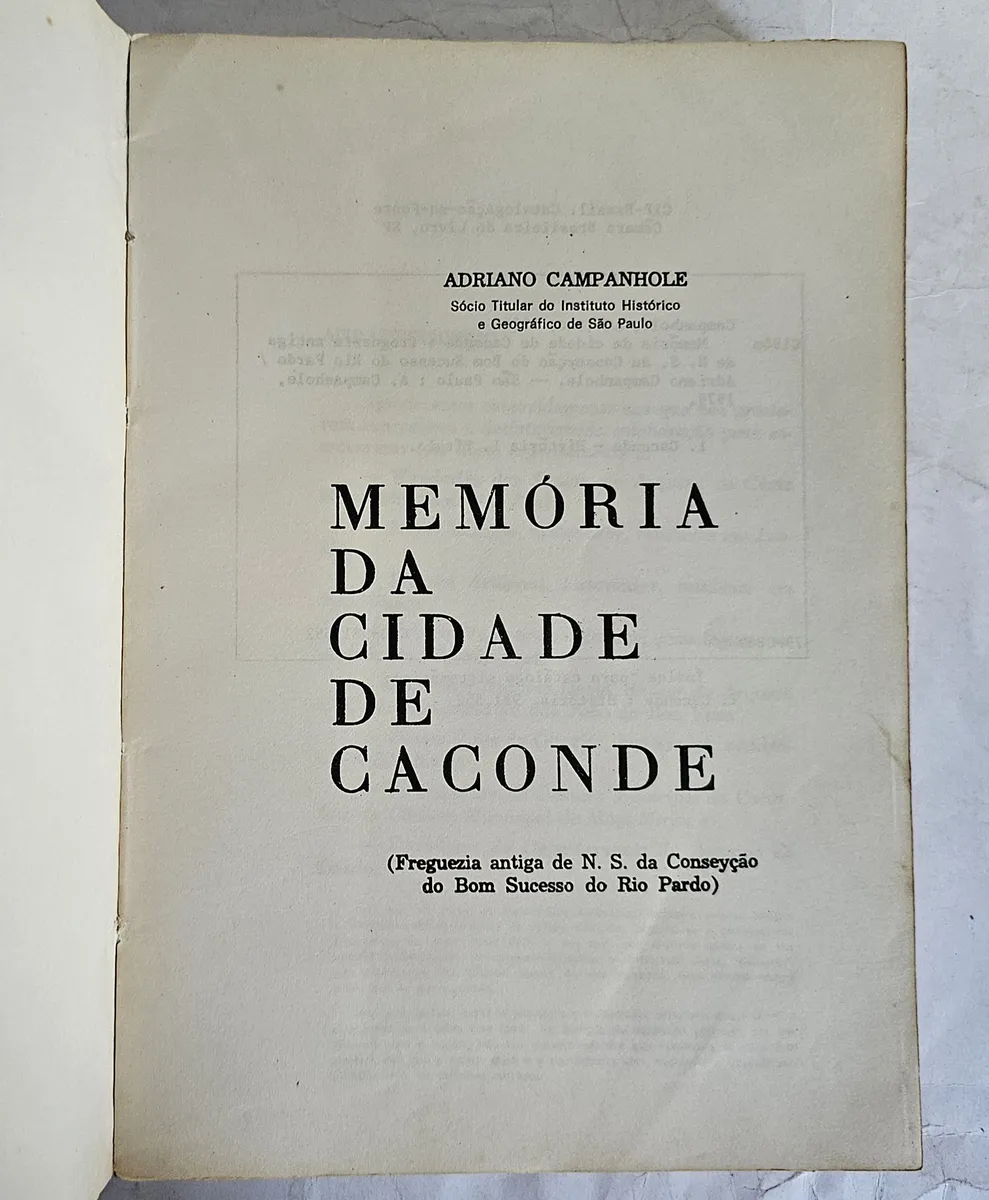 ADRIANO CAMPANHOLE
Sócio Titular do Instituto Histórico
e Geográfico de São Paulo
MEMÓRIA
DA
CIDADE
DE
CACONDE
(Freguezia antiga de N. S. da Conseyção
do Bom Sucesso do Rio Pardo)